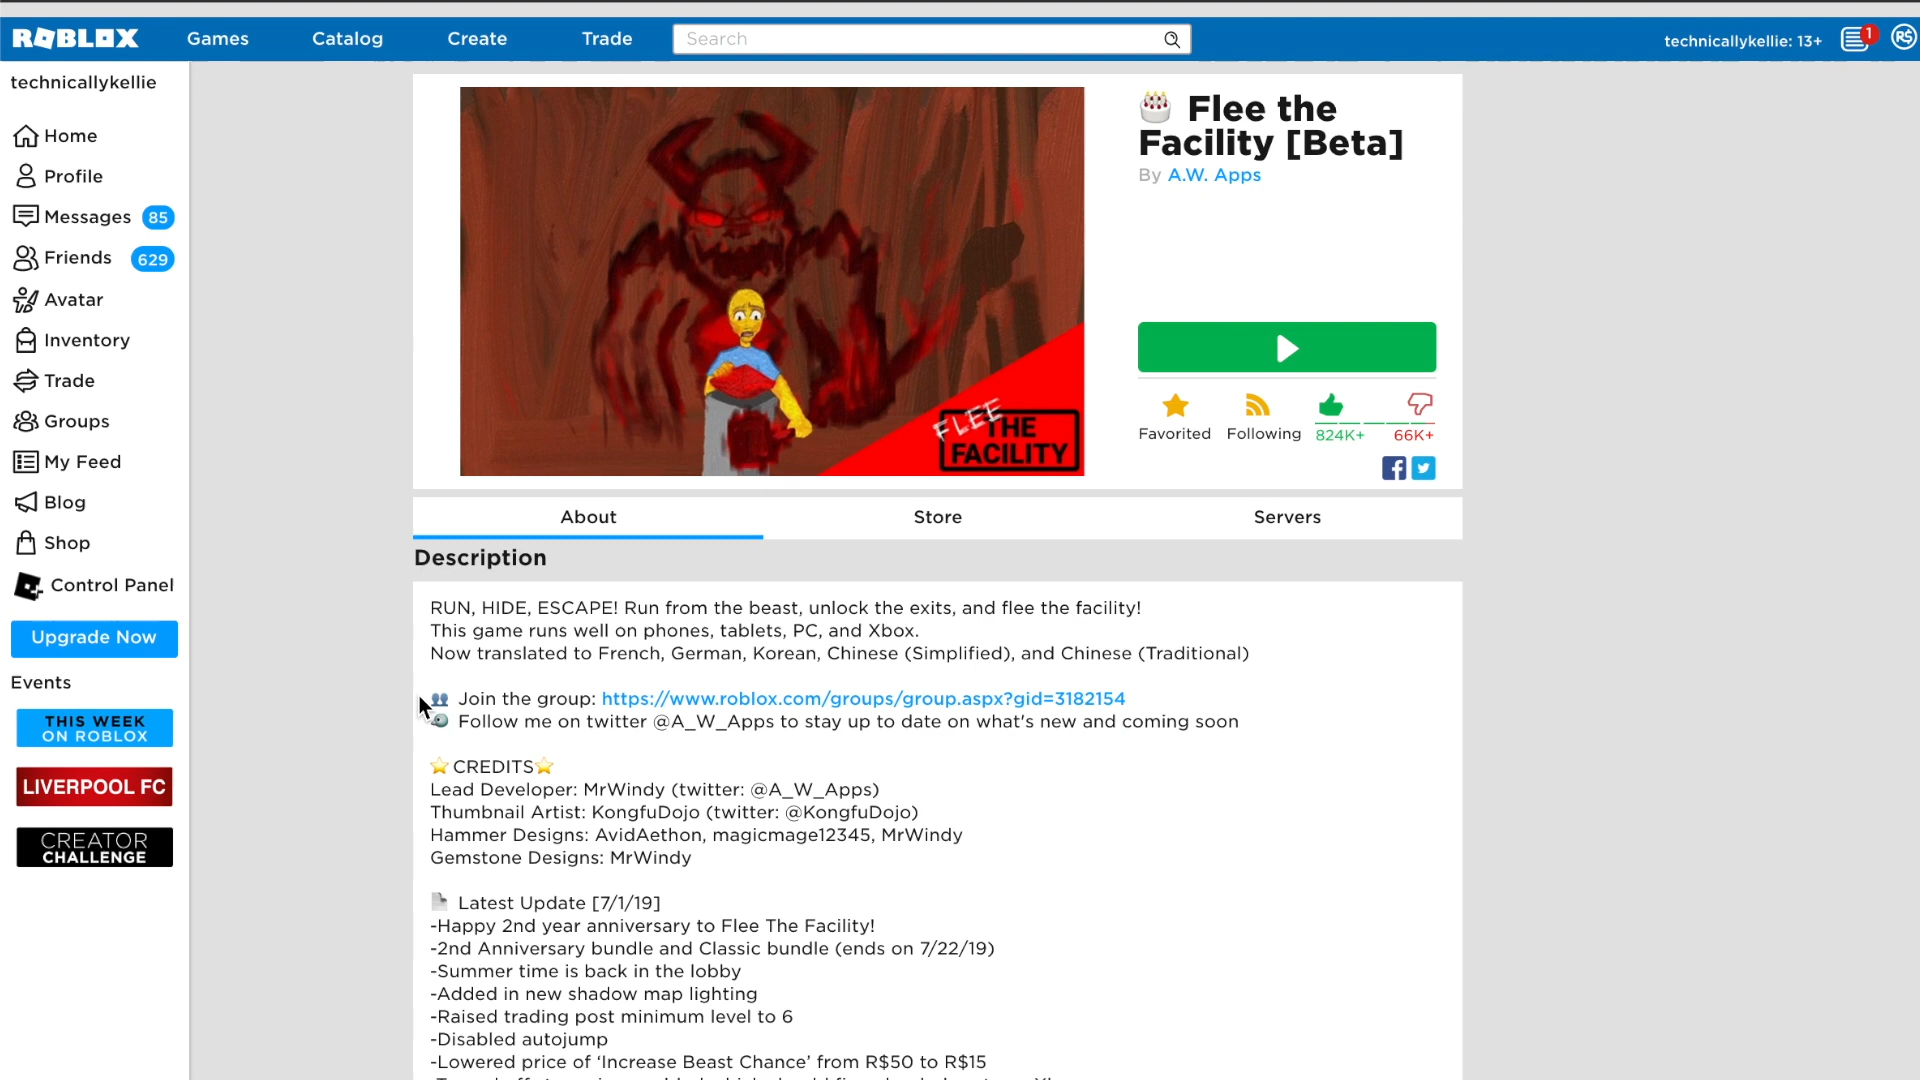 ROBLOX Games Catalog Create Trade Search technicallykellie: 13+ 1 R$
technicallykellie
Home
Profile
Messages 85
Friends 629
Avatar
Inventory
Trade
Groups
My Feed
Blog
Shop
Control Panel
Upgrade Now
Events
THIS WEEK
ON ROBLOX
LIVERPOOL FC
CREATOR
CHALLENGE
FLEE
THE
FACILITY
🎂 Flee the
Facility [Beta]
By A.W. Apps
Favorited Following 824K+ 66K+
About Store Servers
Description
RUN, HIDE, ESCAPE! Run from the beast, unlock the exits, and flee the facility!
This game runs well on phones, tablets, PC, and Xbox.
Now translated to French, German, Korean, Chinese (Simplified), and Chinese (Traditional)
👥 Join the group: https://www.roblox.com/groups/group.aspx?gid=3182154
🐦 Follow me on twitter @A_W_Apps to stay up to date on what's new and coming soon
⭐CREDITS⭐
Lead Developer: MrWindy (twitter: @A_W_Apps)
Thumbnail Artist: KongfuDojo (twitter: @KongfuDojo)
Hammer Designs: AvidAethon, magicmage12345, MrWindy
Gemstone Designs: MrWindy
📄 Latest Update [7/1/19]
-Happy 2nd year anniversary to Flee The Facility!
-2nd Anniversary bundle and Classic bundle (ends on 7/22/19)
-Summer time is back in the lobby
-Added in new shadow map lighting
-Raised trading post minimum level to 6
-Disabled autojump
-Lowered price of ‘Increase Beast Chance’ from R$50 to R$15